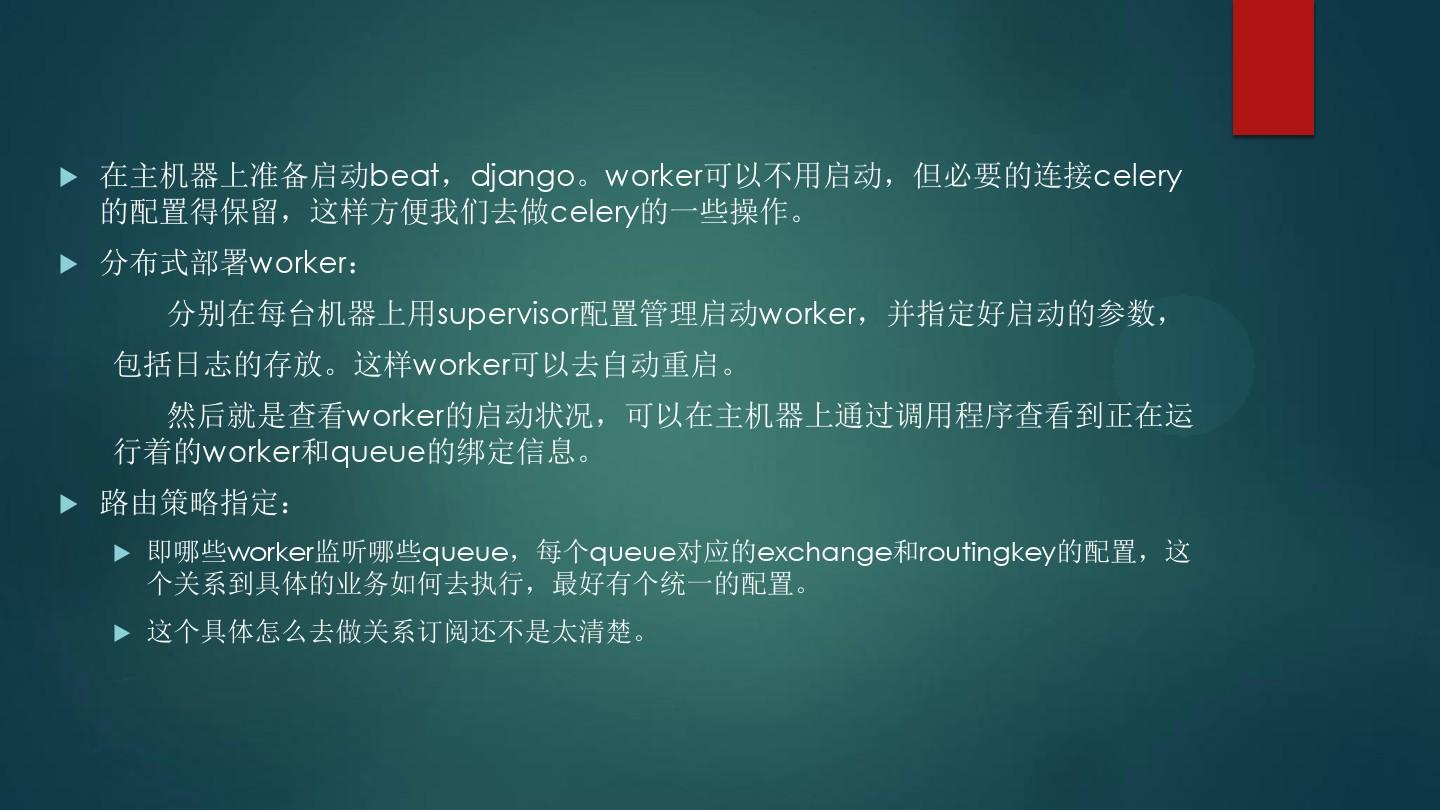 在主机器上准备启动beat，django。worker可以不用启动，但必要的连接celery
的配置得保留，这样方便我们去做celery的一些操作。
分布式部署worker：
分别在每台机器上用supervisor配置管理启动worker，并指定好启动的参数，
包括日志的存放。这样worker可以去自动重启。
然后就是查看worker的启动状况，可以在主机器上通过调用程序查看到正在运
行着的worker和queue的绑定信息。
路由策略指定：
即哪些worker监听哪些queue，每个queue对应的exchange和routingkey的配置，这
个关系到具体的业务如何去执行，最好有个统一的配置。
这个具体怎么去做关系订阅还不是太清楚。